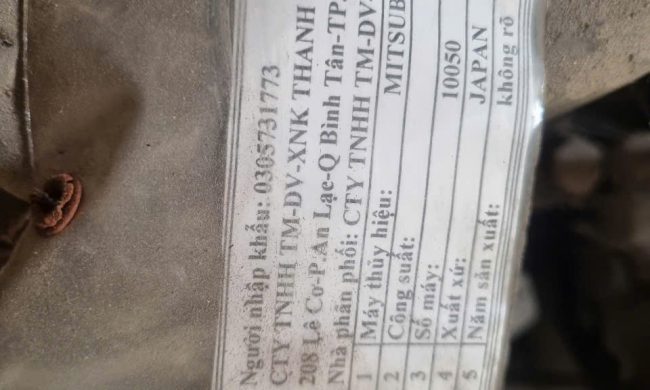 Người nhập khẩu: 0305731773
CTY TNHH TM-DV-XNK THANH
208 Lê Cơ-P.An Lạc-Q Bình Tân-TP.
Nhà phân phối: CTY TNHH TM-DV-
1 Máy thủy hiệu: MITSUB
2 Công suất:
3 Số máy: 10050
4 Xuất xứ: JAPAN
5 Năm sản xuất: không rõ